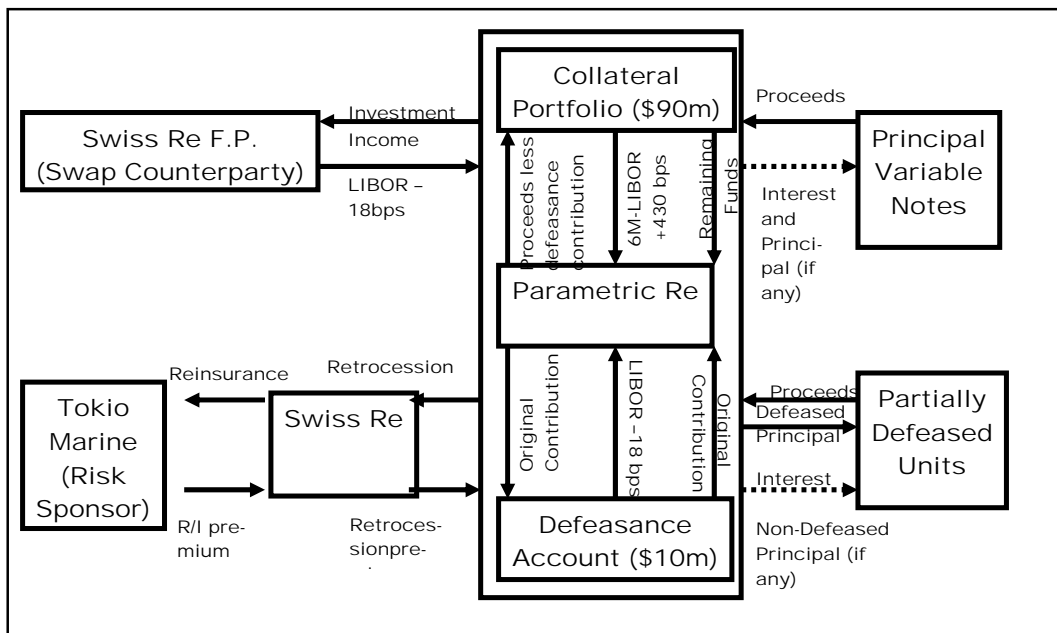 Collateral
Portfolio ($90m)
Proceeds
Investment
Income
Swiss Re F.P.
(Swap Counterparty)
LIBOR –
18bps
Principal
Variable
Notes
Interest
and
Princi-
pal (if
any)
Proceeds less
defeasance
contribution
6M-LIBOR
+430 bps
Remaining
Funds
Parametric Re
Reinsurance
Retrocession
Tokio
Marine
(Risk
Sponsor)
Swiss Re
R/I pre-
mium
Retroces-
sionpre-
Original
Contribution
LIBOR –18 bps
Original
Contribution
Proceeds
Defeased
Principal
Interest
Partially
Defeased
Units
Non-Defeased
Principal (if
any)
Defeasance
Account ($10m)